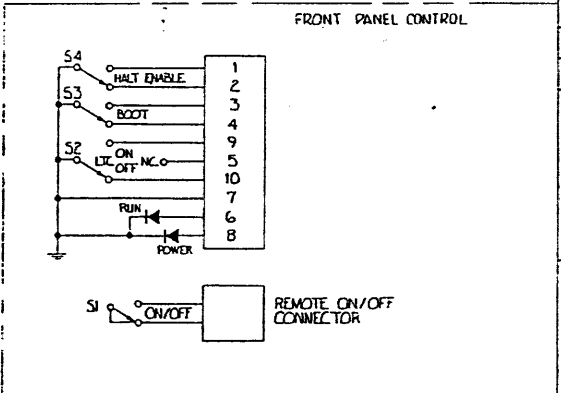 FRONT PANEL CONTROL
S4
HALT ENABLE
1
2
S3
BOOT
3
4
S2
LTC
ON
OFF
NC
9
5
10
7
RUN
6
8
POWER
S1
ON/OFF
REMOTE ON/OFF
CONNECTOR